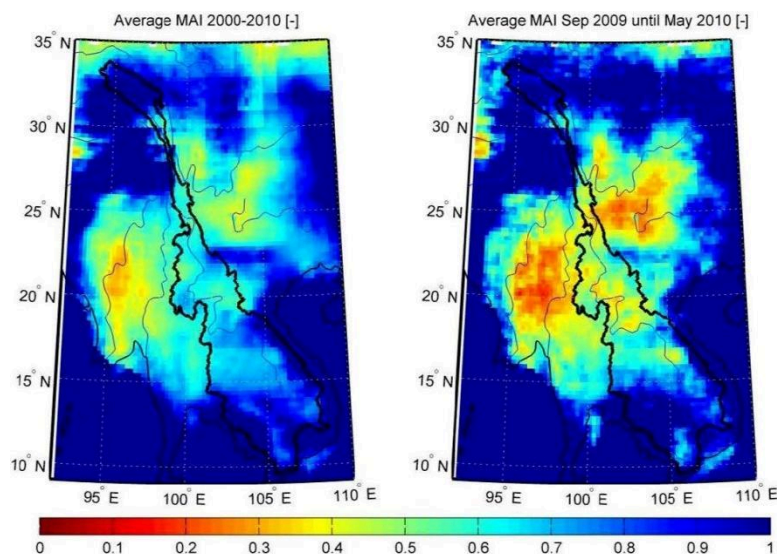 Average MAI 2000-2010 [-]
Average MAI Sep 2009 until May 2010 [-]
35° N
30° N
25° N
20° N
15° N
10° N
95° E
100° E
105° E
110° E
35° N
30° N
25° N
20° N
15° N
10° N
95° E
100° E
105° E
110° E
0 0.1 0.2 0.3 0.4 0.5 0.6 0.7 0.8 0.9 1